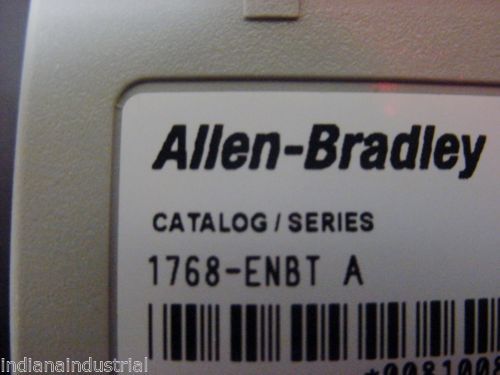 Allen-Bradley
CATALOG / SERIES
1768-ENBT A
indianaindustrial